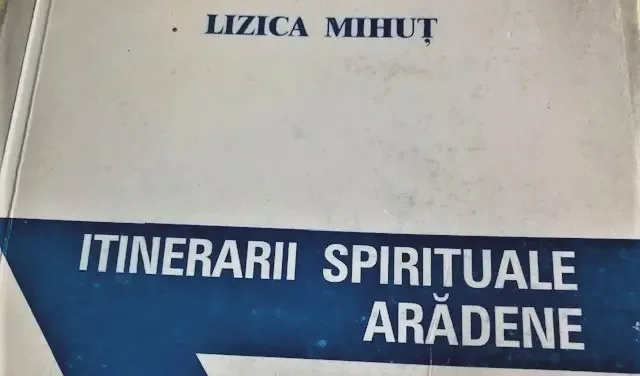 LIZICA MIHUȚ
ITINERARII SPIRITUALE
ARĂDENE